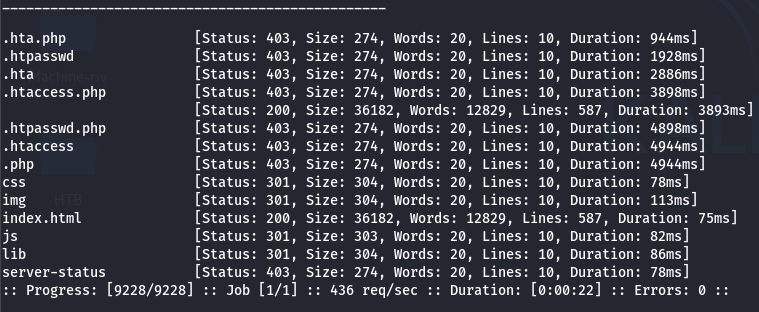 ________________________________________________
.hta.php                [Status: 403, Size: 274, Words: 20, Lines: 10, Duration: 944ms]
.htpasswd               [Status: 403, Size: 274, Words: 20, Lines: 10, Duration: 1928ms]
.hta                    [Status: 403, Size: 274, Words: 20, Lines: 10, Duration: 2886ms]
.htaccess.php           [Status: 403, Size: 274, Words: 20, Lines: 10, Duration: 3898ms]
                        [Status: 200, Size: 36182, Words: 12829, Lines: 587, Duration: 3893ms]
.htpasswd.php           [Status: 403, Size: 274, Words: 20, Lines: 10, Duration: 4898ms]
.htaccess               [Status: 403, Size: 274, Words: 20, Lines: 10, Duration: 4944ms]
.php                    [Status: 403, Size: 274, Words: 20, Lines: 10, Duration: 4944ms]
css                     [Status: 301, Size: 304, Words: 20, Lines: 10, Duration: 78ms]
img                     [Status: 301, Size: 304, Words: 20, Lines: 10, Duration: 113ms]
HTB
index.html              [Status: 200, Size: 36182, Words: 12829, Lines: 587, Duration: 75ms]
js                      [Status: 301, Size: 303, Words: 20, Lines: 10, Duration: 82ms]
lib                     [Status: 301, Size: 304, Words: 20, Lines: 10, Duration: 86ms]
server-status           [Status: 403, Size: 274, Words: 20, Lines: 10, Duration: 78ms]
:: Progress: [9228/9228] :: Job [1/1] :: 436 req/sec :: Duration: [0:00:22] :: Errors: 0 ::